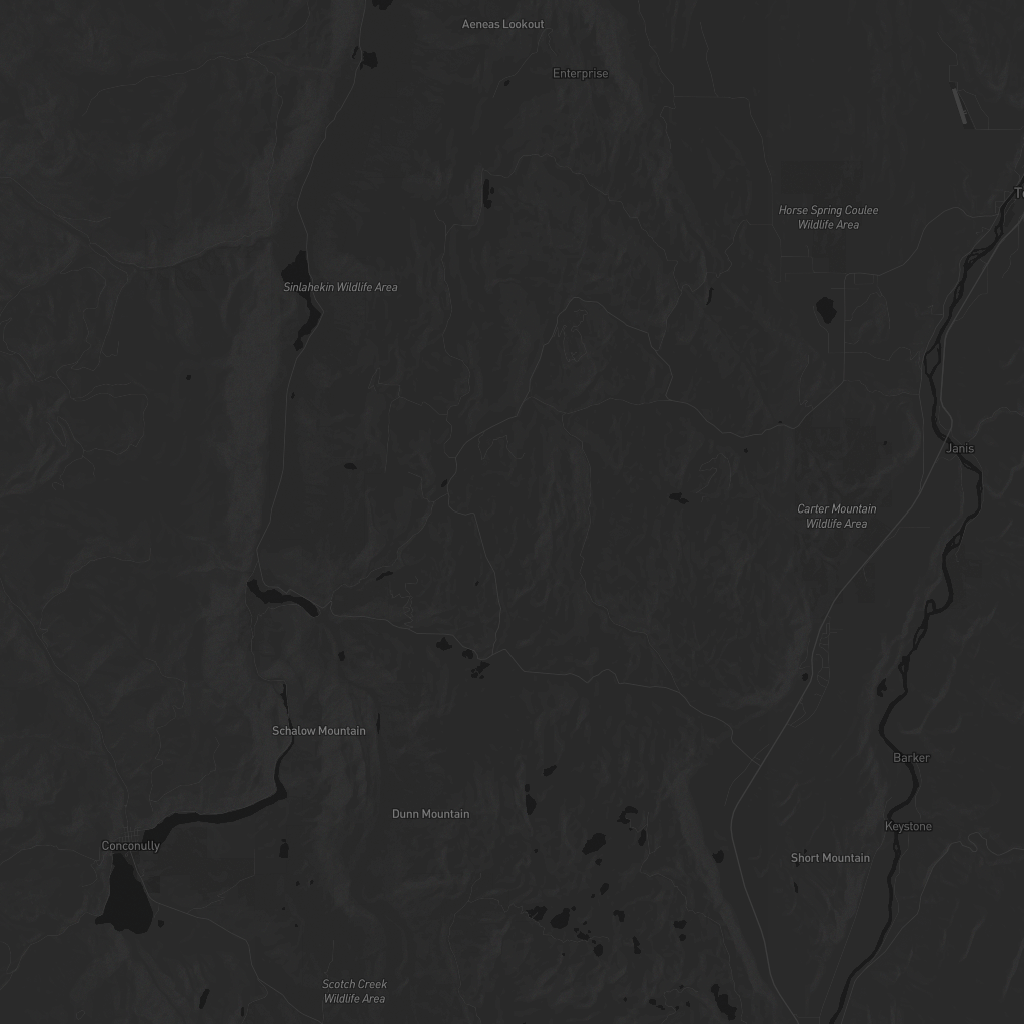 Aeneas Lookout
Enterprise
Horse Spring Coulee
Wildlife Area
Sinlahekin Wildlife Area
Janis
Carter Mountain
Wildlife Area
Schalow Mountain
Barker
Dunn Mountain
Keystone
Conconully
Short Mountain
Scotch Creek
Wildlife Area